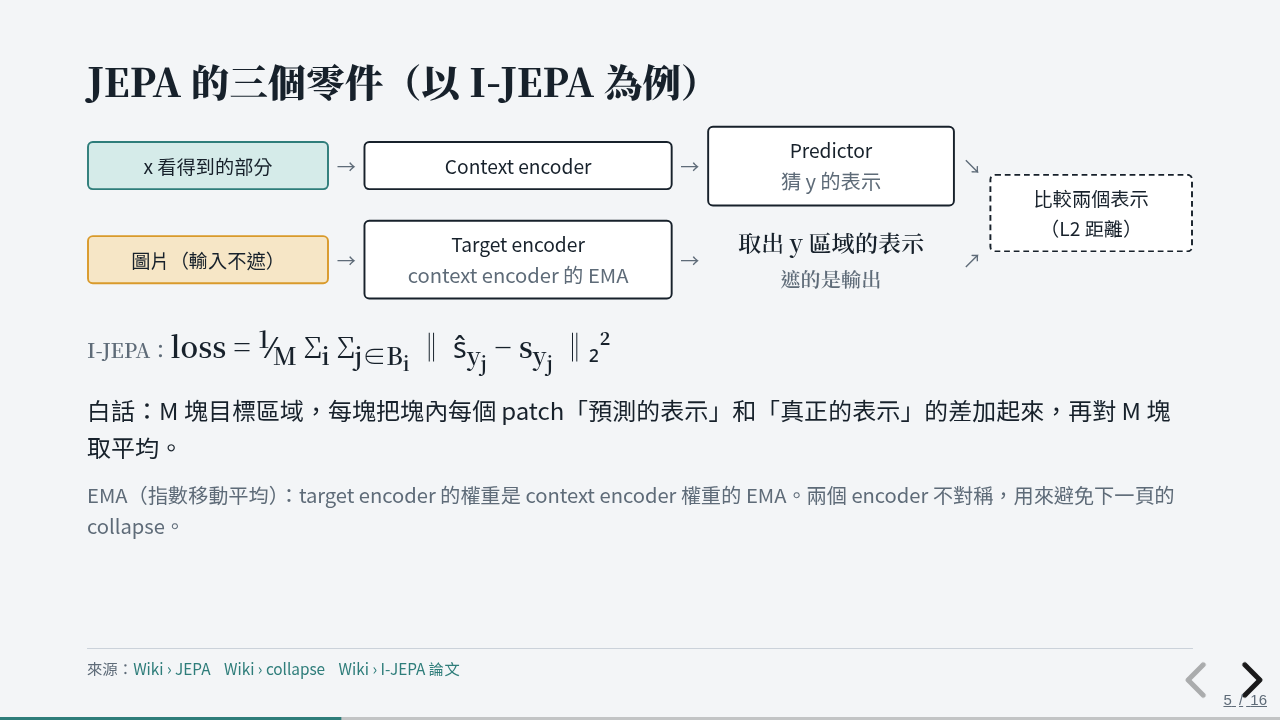 JEPA 的三個零件（以 I-JEPA 為例）
x 看得到的部分 → Context encoder → Predictor ↘
猜 y 的表示
比較兩個表示
（L2 距離）
圖片（輸入不遮） → Target encoder → 取出 y 區域的表示 ↗
context encoder 的 EMA
遮的是輸出
I-JEPA：loss = ¹⁄M Σi Σj∈Bi ‖ ŝyj − syj ‖₂²
白話：M 塊目標區域，每塊把塊內每個 patch「預測的表示」和「真正的表示」的差加起來，再對 M 塊
取平均。
EMA（指數移動平均）：target encoder 的權重是 context encoder 權重的 EMA。兩個 encoder 不對稱，用來避免下一頁的
collapse。
來源：Wiki › JEPA Wiki › collapse Wiki › I-JEPA 論文
5 / 16